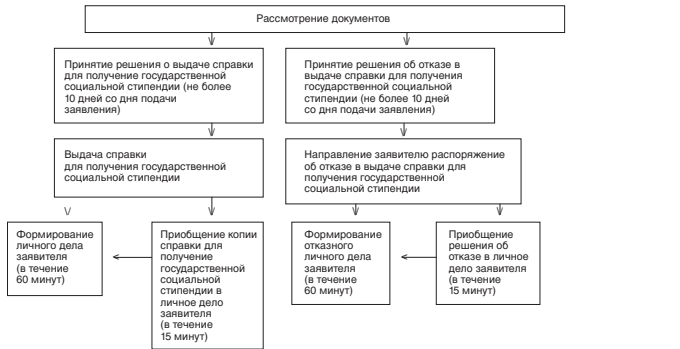 Рассмотрение документов
Принятие решения о выдаче справки
для получение государственной
социальной стипендии (не более
10 дней со дня подачи
заявления)
Принятие решения об отказе в
выдаче справки для получения
государственной социальной
стипендии (не более 10 дней
со дня подачи заявления)
Выдача справки
для получения государственной
социальной стипендии
Направление заявителю распоряжение
об отказе в выдаче справки для
получения государственной
социальной стипендии
Формирование
личного дела
заявителя
(в течение
60 минут)
Приобщение копии
справки для
получение
государственной
социальной
стипендии в
личное дело
заявителя
(в течение
15 минут)
Формирование
отказного
личного дела
заявителя
(в течение
60 минут)
Приобщение
решения об
отказе в личное
дело заявителя
(в течение
15 минут)